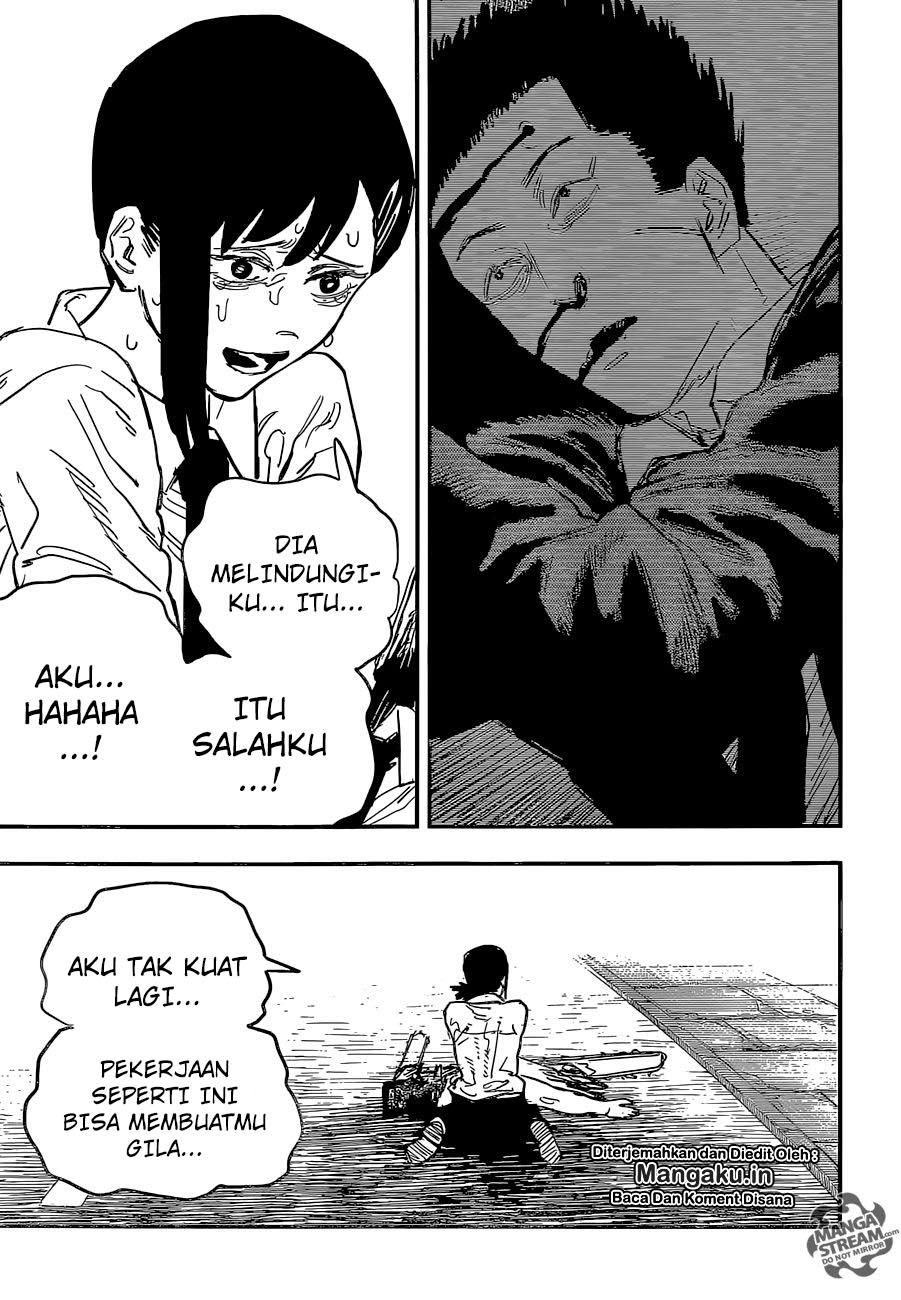 DIA
MELINDUNGI-
KU... ITU...
ITU
SALAHKU
...!
AKU...
HAHAHA
...!
AKU TAK KUAT
LAGI...
PEKERJAAN
SEPERTI INI
BISA MEMBUATMU
GILA...
Diterjemahkan dan Diedit Oleh :
Mangaku.in
Baca Dan Koment Disana
MANGA
STREAM.com
DO NOT MIRROR